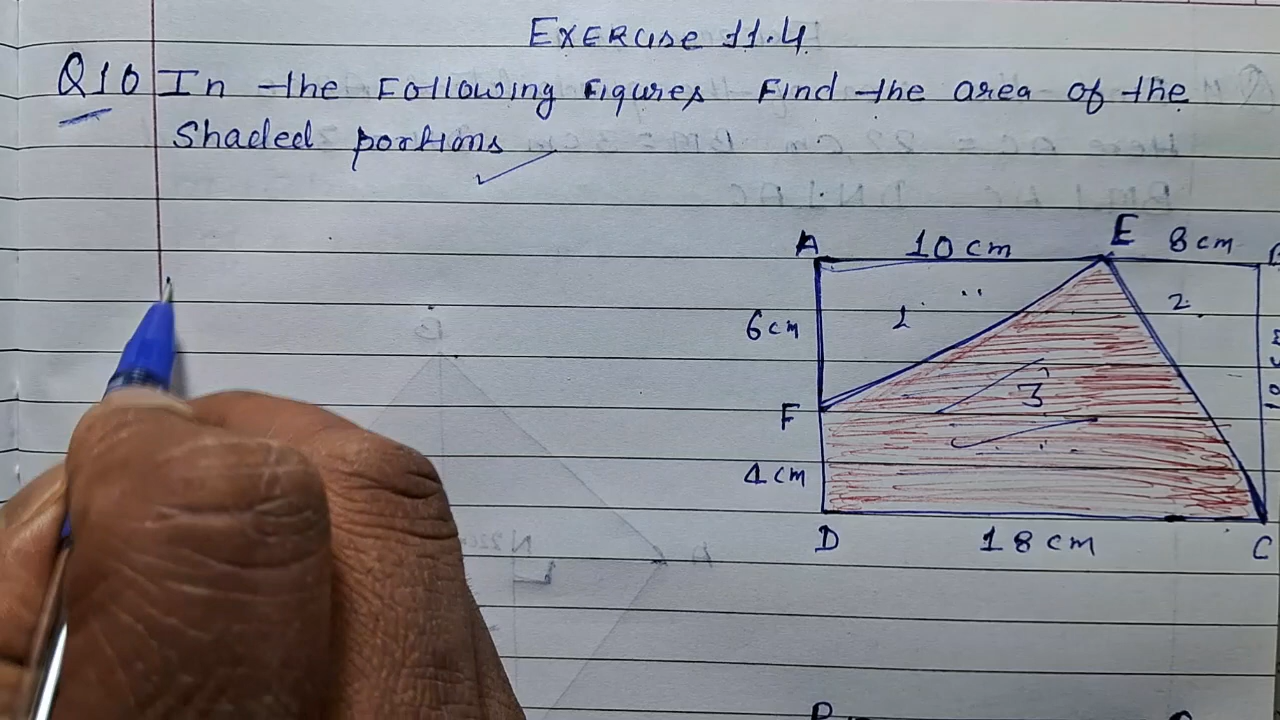 Exercise 11.4
Q10 In the Following Figures Find the area of the
Shaded portions
A 10 cm E 8 cm
6 cm 1 2
3
F
4 cm
D 18 cm C